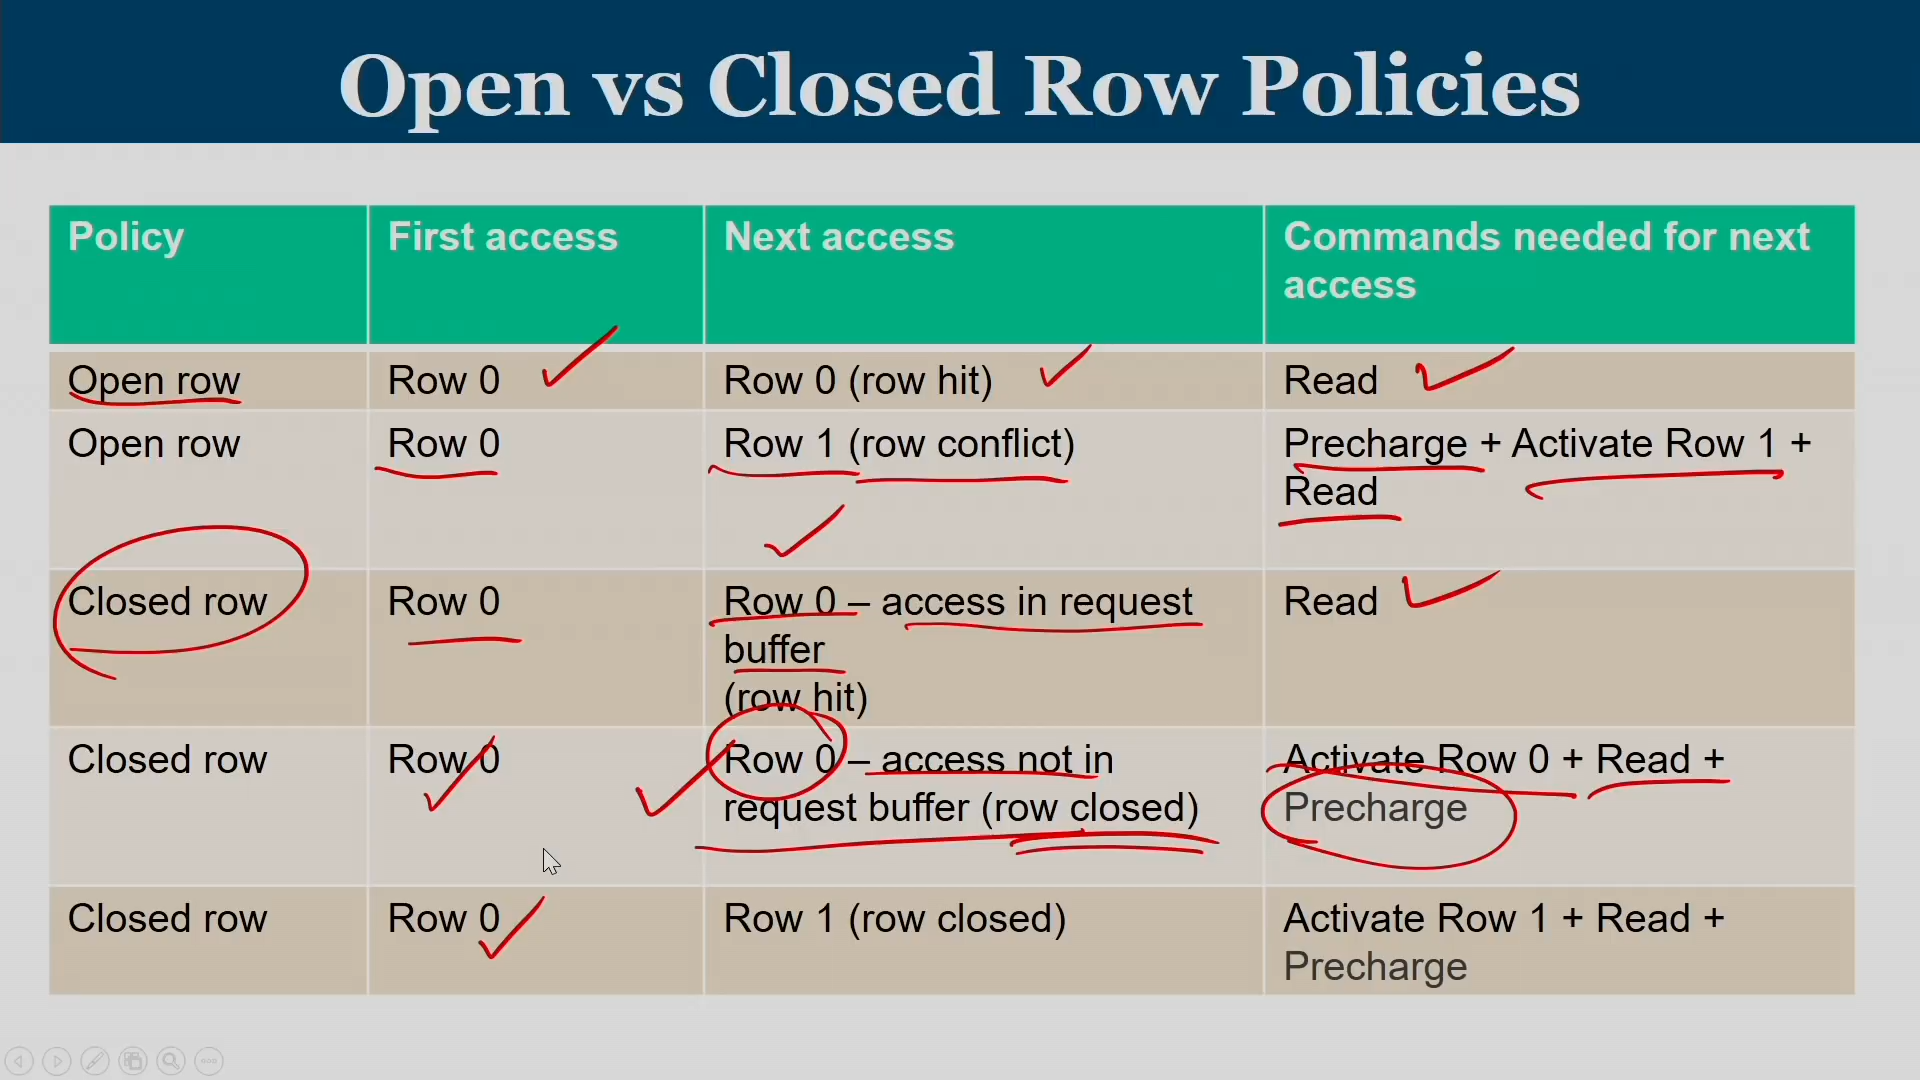 Open vs Closed Row Policies
Policy
First access
Next access
Commands needed for next
access
Open row
Row 0
Row 0 (row hit)
Read
Open row
Row 0
Row 1 (row conflict)
Precharge + Activate Row 1 +
Read
Closed row
Row 0
Row 0 – access in request
buffer
(row hit)
Read
Closed row
Row 0
Row 0 – access not in
request buffer (row closed)
Activate Row 0 + Read +
Precharge
Closed row
Row 0
Row 1 (row closed)
Activate Row 1 + Read +
Precharge